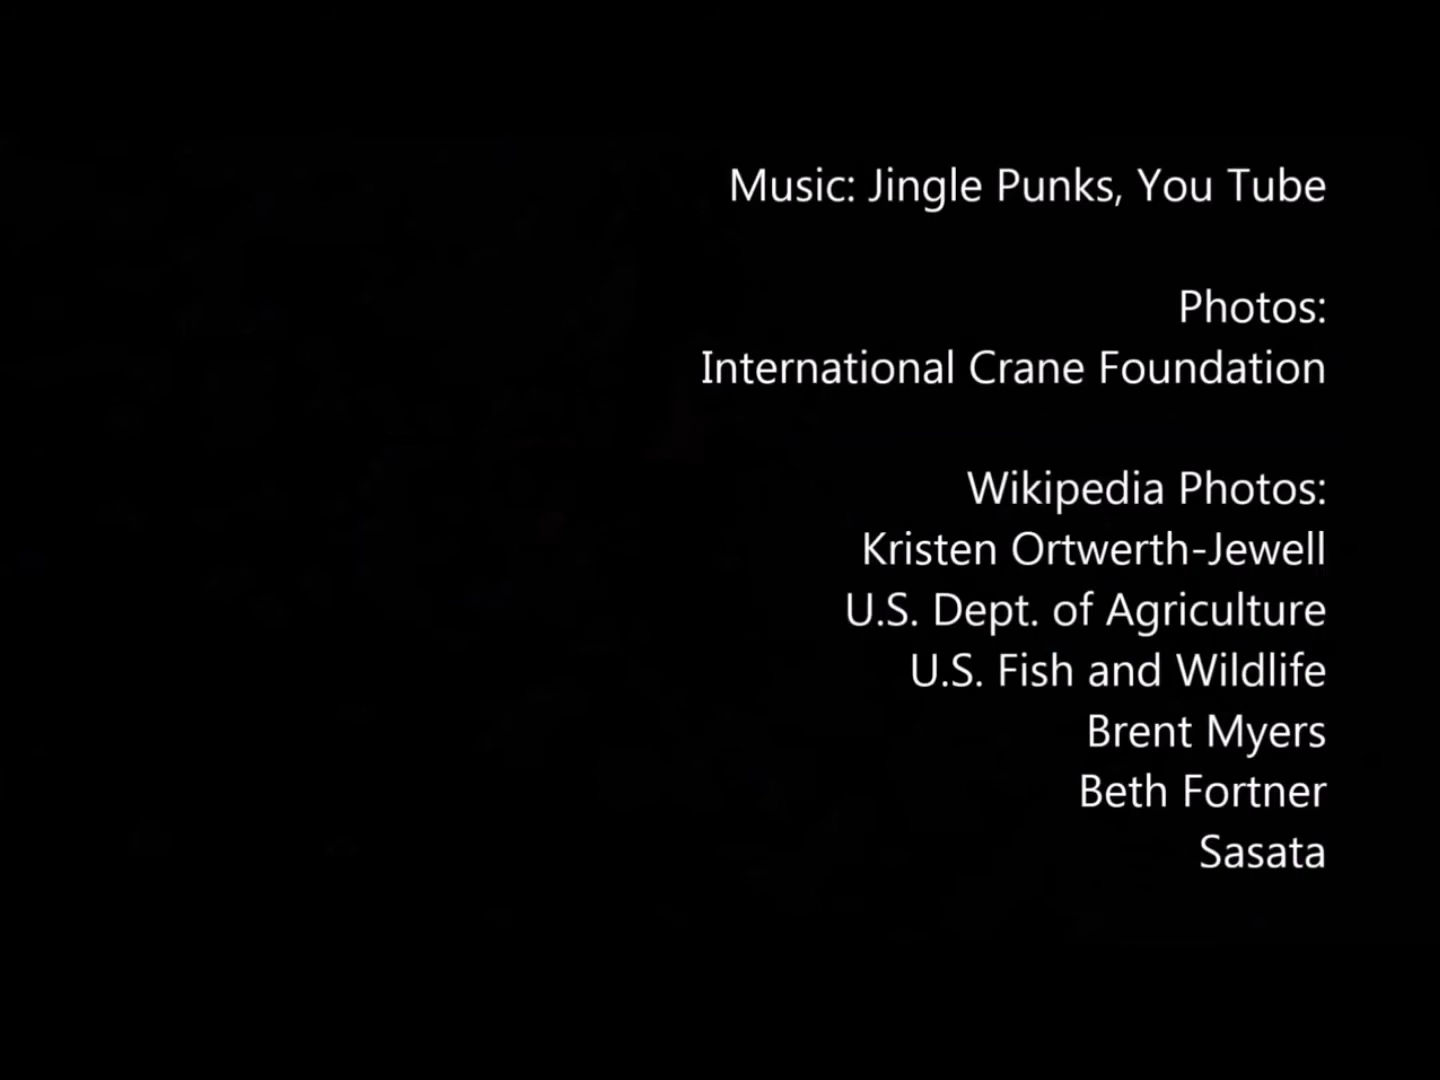 Music: Jingle Punks, You Tube
Photos:
International Crane Foundation
Wikipedia Photos:
Kristen Ortwerth-Jewell
U.S. Dept. of Agriculture
U.S. Fish and Wildlife
Brent Myers
Beth Fortner
Sasata